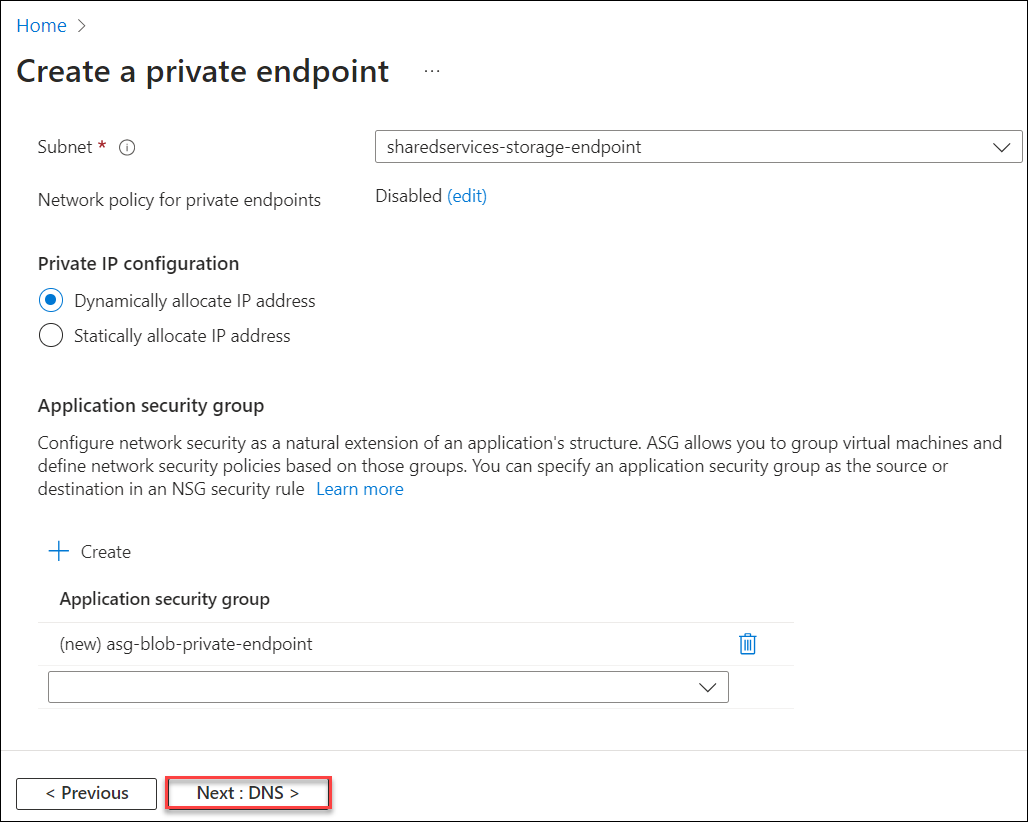 Home >
Create a private endpoint ...
Subnet *
sharedservices-storage-endpoint
Network policy for private endpoints
Disabled (edit)
Private IP configuration
Dynamically allocate IP address
Statically allocate IP address
Application security group
Configure network security as a natural extension of an application's structure. ASG allows you to group virtual machines and
define network security policies based on those groups. You can specify an application security group as the source or
destination in an NSG security rule Learn more
+ Create
Application security group
(new) asg-blob-private-endpoint
< Previous
Next : DNS >